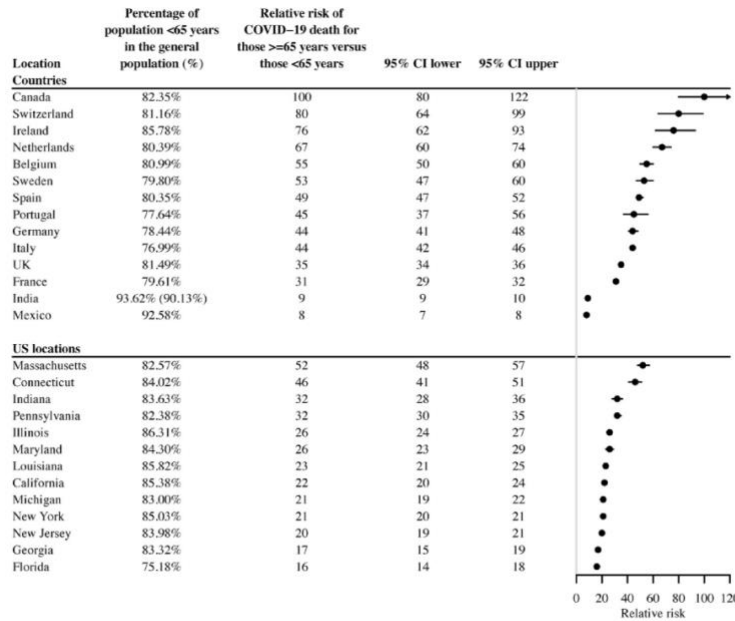 Percentage of population <65 years in the general population (%)
Relative risk of COVID–19 death for those >=65 years versus those <65 years
Location 95% CI lower 95% CI upper
Countries
Canada 82.35% 100 80 122
Switzerland 81.16% 80 64 99
Ireland 85.78% 76 62 93
Netherlands 80.39% 67 60 74
Belgium 80.99% 55 50 60
Sweden 79.80% 53 47 60
Spain 80.35% 49 47 52
Portugal 77.64% 45 37 56
Germany 78.44% 44 41 48
Italy 76.99% 44 42 46
UK 81.49% 35 34 36
France 79.61% 31 29 32
India 93.62% (90.13%) 9 9 10
Mexico 92.58% 8 7 8
US locations
Massachusetts 82.57% 52 48 57
Connecticut 84.02% 46 41 51
Indiana 83.63% 32 28 36
Pennsylvania 82.38% 32 30 35
Illinois 86.31% 26 24 27
Maryland 84.30% 26 23 29
Louisiana 85.82% 23 21 25
California 85.38% 22 20 24
Michigan 83.00% 21 19 22
New York 85.03% 21 20 21
New Jersey 83.98% 20 19 21
Georgia 83.32% 17 15 19
Florida 75.18% 16 14 18
0 20 40 60 80 100 120
Relative risk